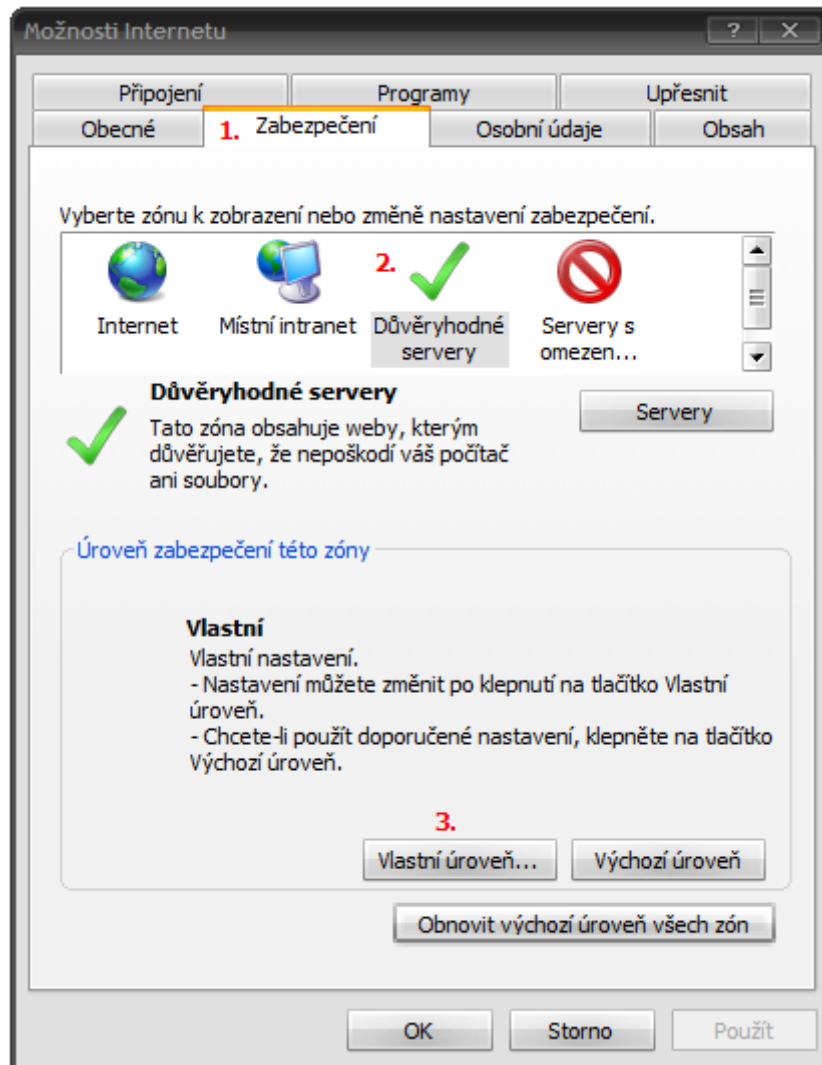 Možnosti Internetu
Připojení
Programy
Upřesnit
Obecné
1. Zabezpečení
Osobní údaje
Obsah
Vyberte zónu k zobrazení nebo změně nastavení zabezpečení.
2.
Internet
Místní intranet
Důvěryhodné
servery
Servery s
omezen...
Důvěryhodné servery
Servery
Tato zóna obsahuje weby, kterým
důvěřujete, že nepoškodí váš počítač
ani soubory.
Úroveň zabezpečení této zóny
Vlastní
Vlastní nastavení.
- Nastavení můžete změnit po klepnutí na tlačítko Vlastní
úroveň.
- Chcete-li použít doporučené nastavení, klepněte na tlačítko
Výchozí úroveň.
3.
Vlastní úroveň...
Výchozí úroveň
Obnovit výchozí úroveň všech zón
OK
Storno
Použít